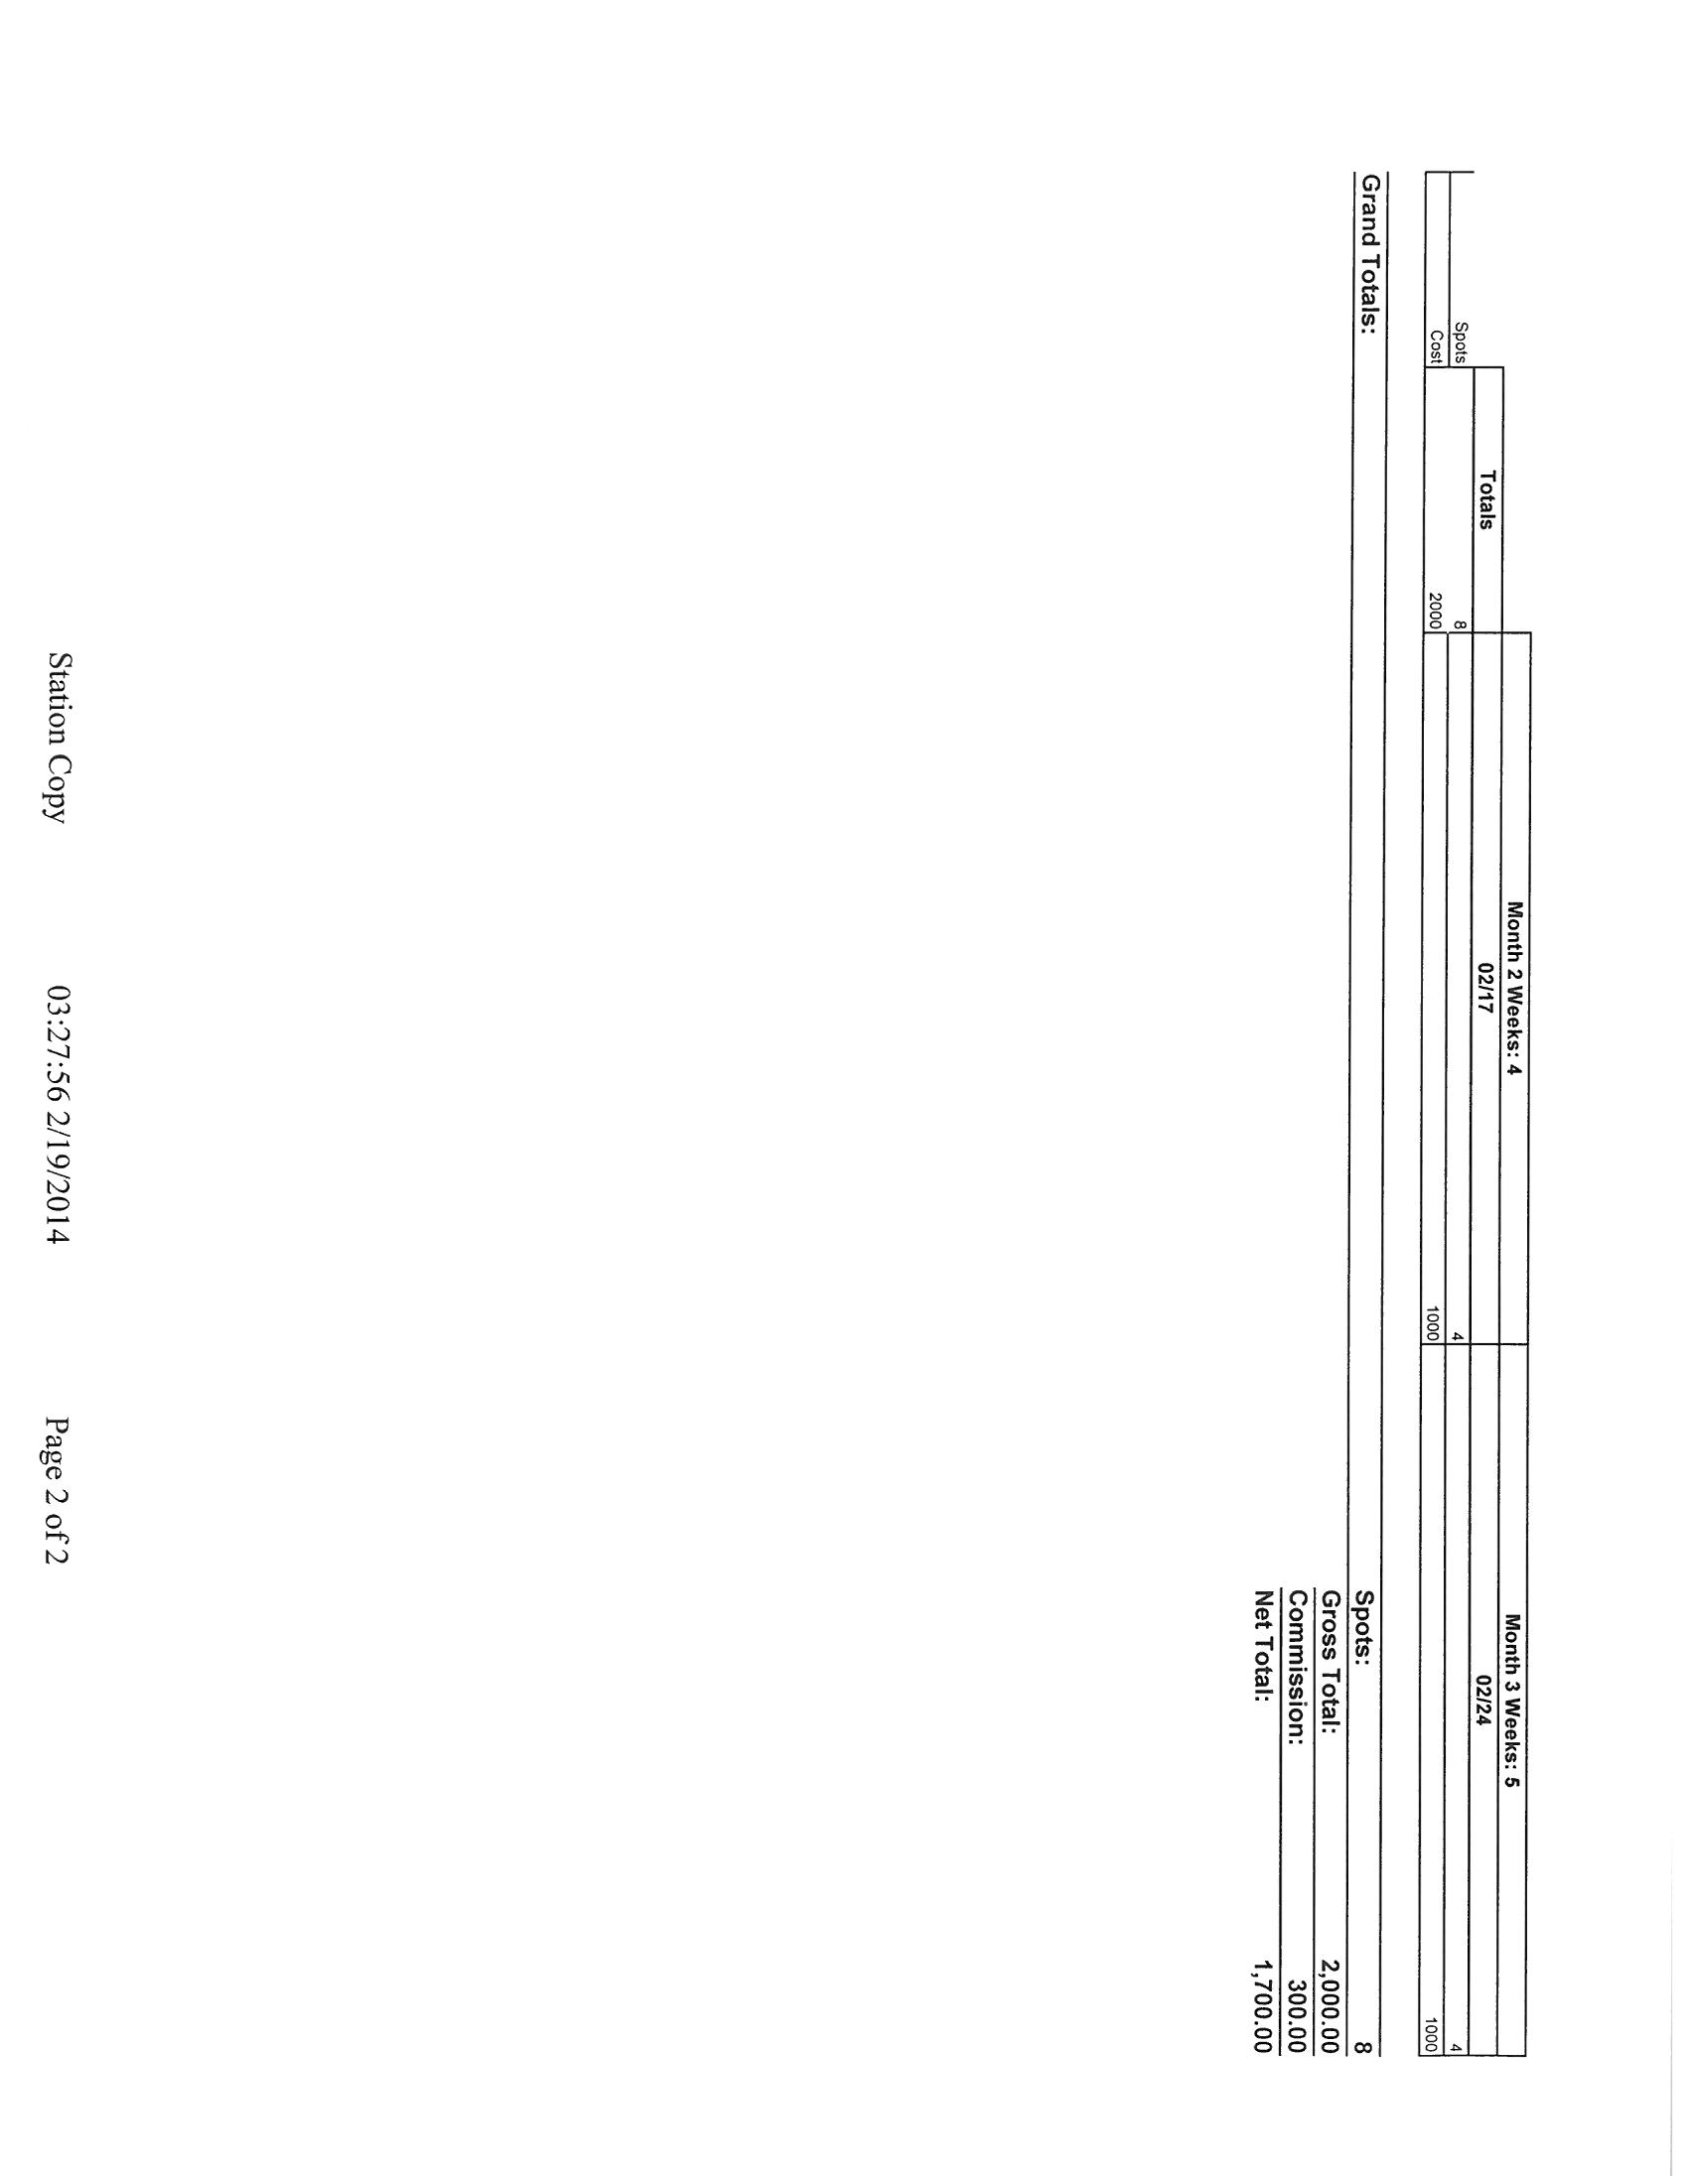 Month 2 Weeks: 4 Month 3 Weeks: 5
Totals 02/17 02/24
Spots 8 4 4
Cost 2000 1000 1000
Grand Totals: Spots: 8
Gross Total: 2,000.00
Commission: 300.00
Net Total: 1,700.00
Station Copy 03:27:56 2/19/2014 Page 2 of 2